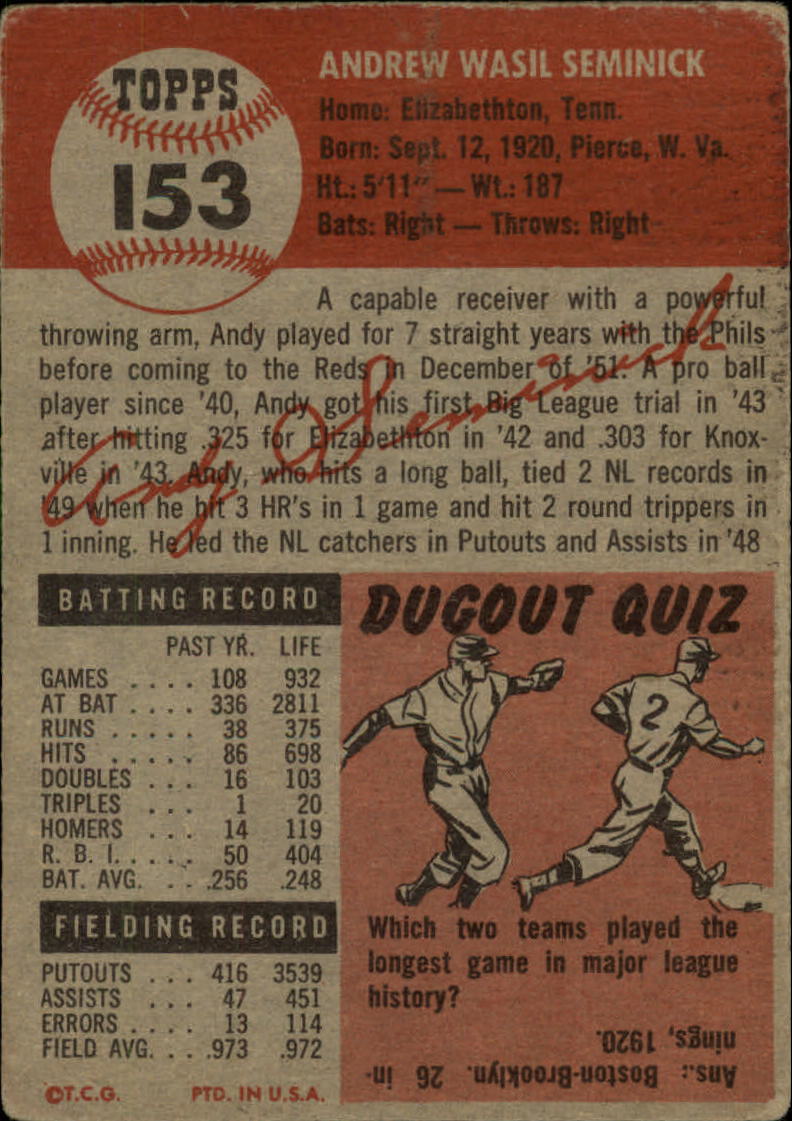 TOPPS
153
ANDREW WASIL SEMINICK
Home: Elizabethton, Tenn.
Born: Sept. 12, 1920, Pierce, W. Va.
Ht.: 5'11" — Wt.: 187
Bats: Right — Throws: Right
A capable receiver with a powerful
throwing arm, Andy played for 7 straight years with the Phils
before coming to the Reds in December of '51. A pro ball
player since '40, Andy got his first Big League trial in '43
after hitting .325 for Elizabethton in '42 and .303 for Knox-
ville in '43. Andy, who hits a long ball, tied 2 NL records in
'49 when he hit 3 HR's in 1 game and hit 2 round trippers in
1 inning. He led the NL catchers in Putouts and Assists in '48
Andy Seminick
BATTING RECORD
PAST YR. LIFE
GAMES . . . . 108 932
AT BAT . . . . 336 2811
RUNS . . . . . 38 375
HITS . . . . . 86 698
DOUBLES . . . 16 103
TRIPLES . . . 1 20
HOMERS . . . 14 119
R. B. I. . . . . 50 404
BAT. AVG. . . .256 .248
FIELDING RECORD
PUTOUTS . . . 416 3539
ASSISTS . . . 47 451
ERRORS . . . . 13 114
FIELD AVG. . . .973 .972
©T.C.G. PTD. IN U.S.A.
DUGOUT QUIZ
2
Which two teams played the
longest game in major league
history?
Ans.: Boston-Brooklyn. 26 in-
nings, 1920.